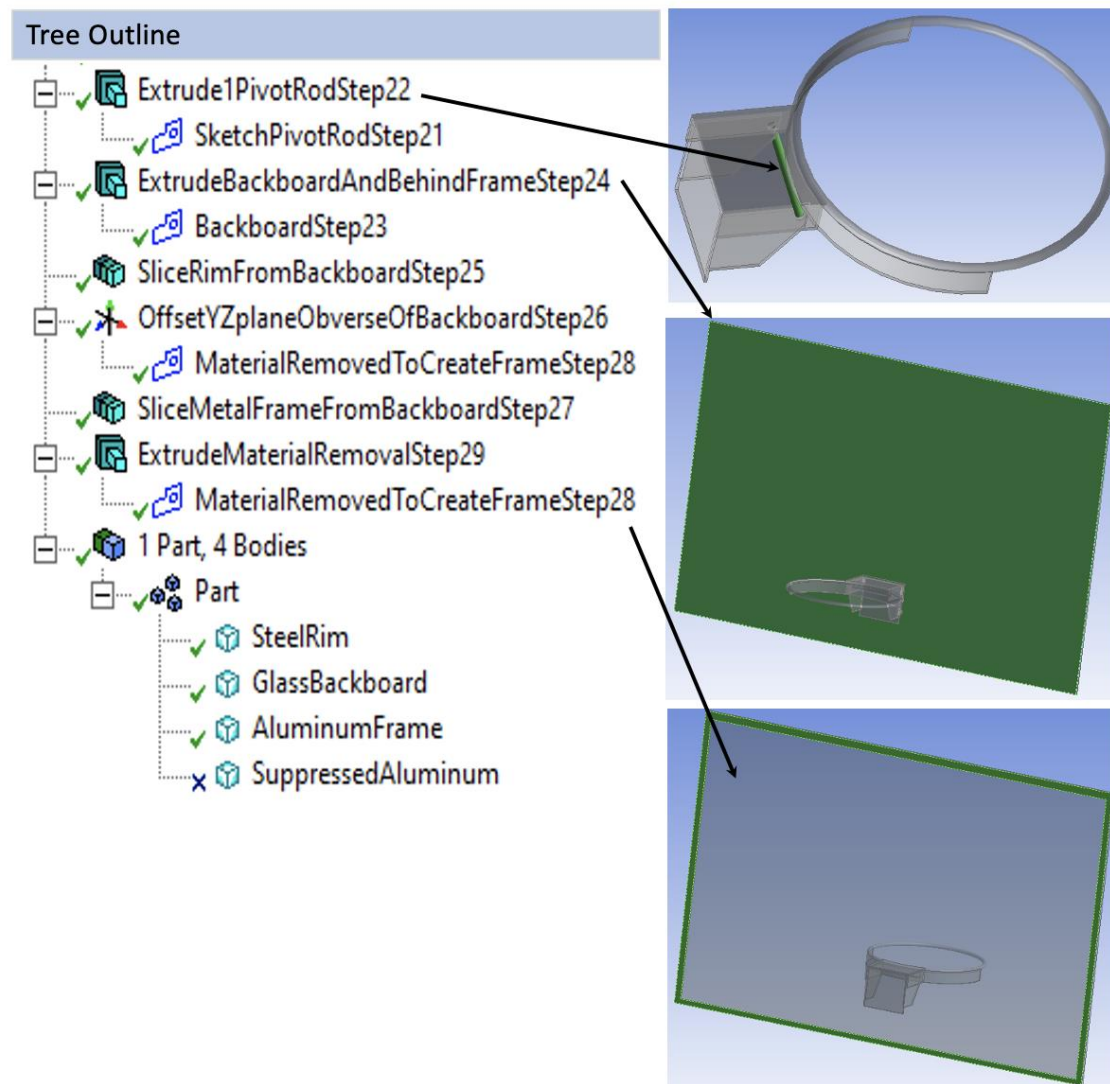 Tree Outline
Extrude1PivotRodStep22
SketchPivotRodStep21
ExtrudeBackboardAndBehindFrameStep24
BackboardStep23
SliceRimFromBackboardStep25
OffsetYZplaneObverseOfBackboardStep26
MaterialRemovedToCreateFrameStep28
SliceMetalFrameFromBackboardStep27
ExtrudeMaterialRemovalStep29
MaterialRemovedToCreateFrameStep28
1 Part, 4 Bodies
Part
SteelRim
GlassBackboard
AluminumFrame
SuppressedAluminum